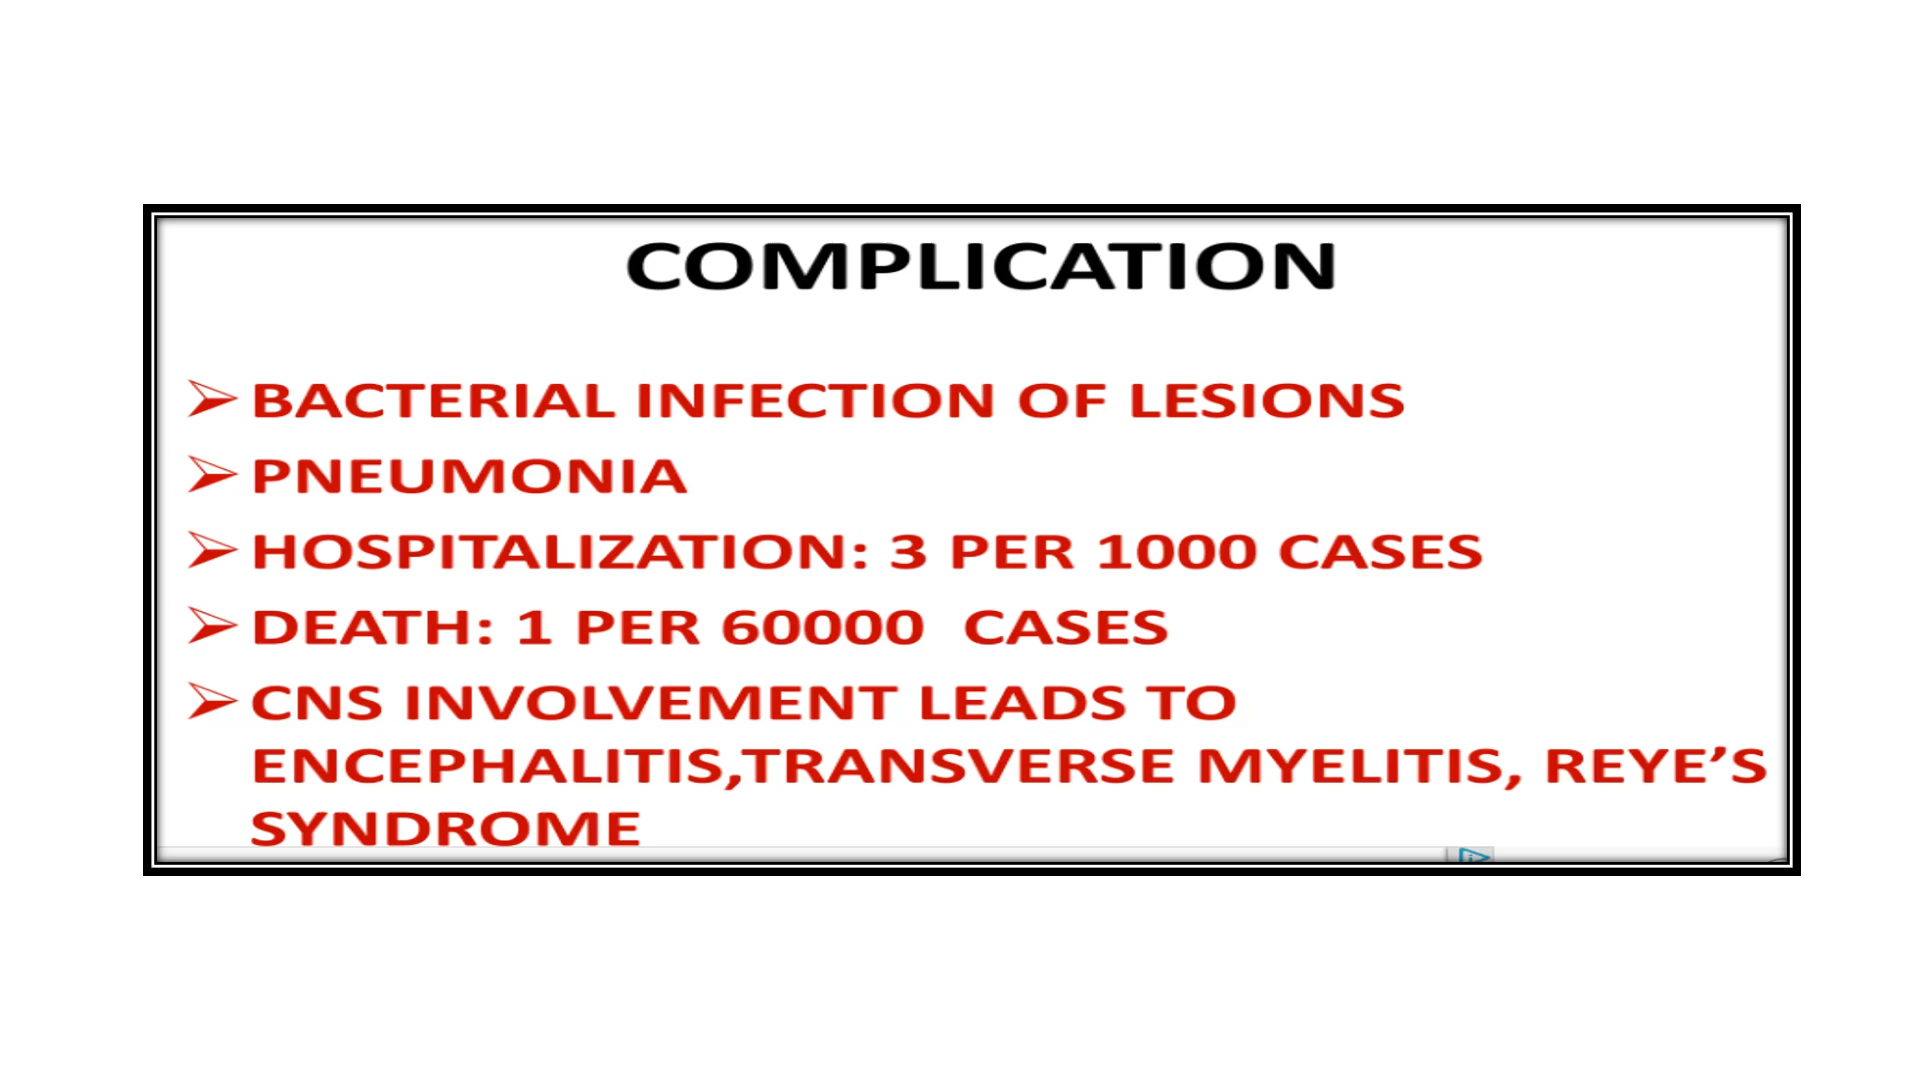 COMPLICATION
➢ BACTERIAL INFECTION OF LESIONS
➢ PNEUMONIA
➢ HOSPITALIZATION: 3 PER 1000 CASES
➢ DEATH: 1 PER 60000 CASES
➢ CNS INVOLVEMENT LEADS TO
ENCEPHALITIS,TRANSVERSE MYELITIS, REYE’S
SYNDROME